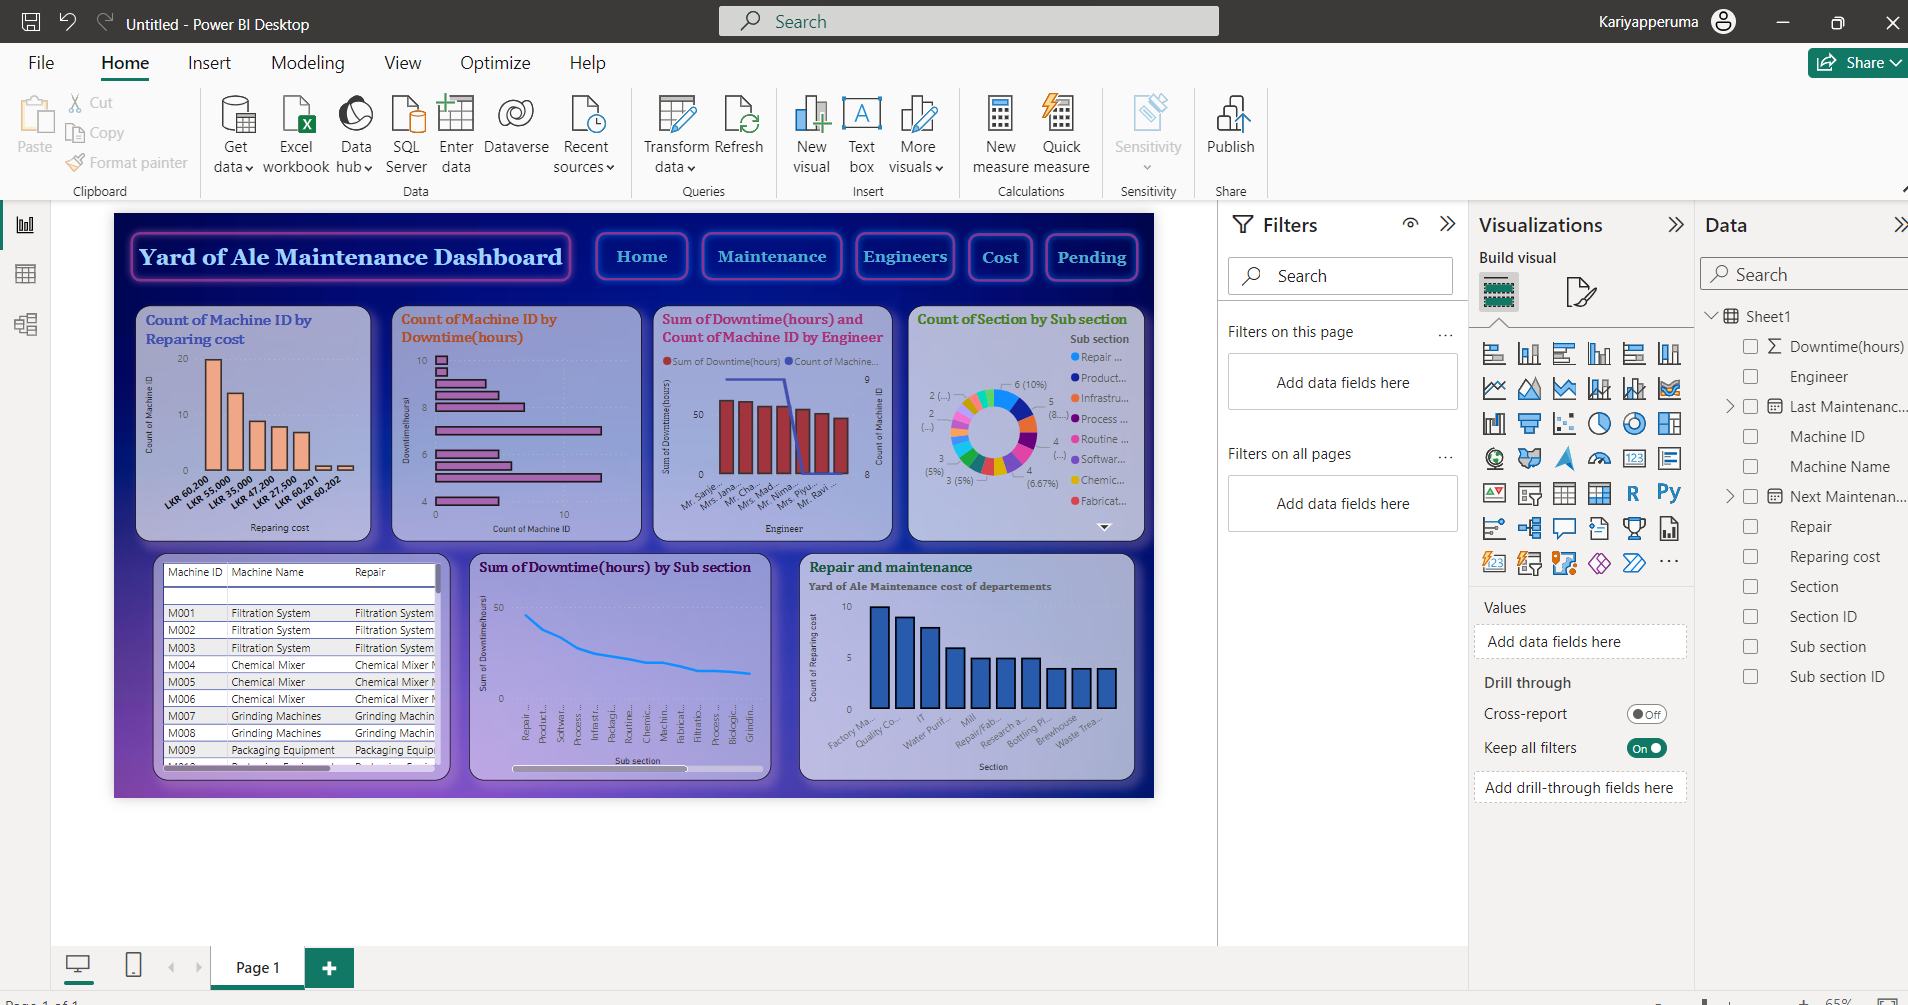 Untitled - Power BI Desktop
Search
Kariyapperuma
File
Home
Insert
Modeling
View
Optimize
Help
Share
Paste
Cut
Copy
Format painter
Clipboard
Get data
Excel workbook
Data hub
SQL Server
Enter data
Dataverse
Recent sources
Data
Transform data
Refresh
Queries
New visual
Text box
More visuals
Insert
New measure
Quick measure
Calculations
Sensitivity
Sensitivity
Publish
Share
Yard of Ale Maintenance Dashboard
Home
Maintenance
Engineers
Cost
Pending
Count of Machine ID by
Reparing cost
Count of Machine ID
20
10
0
LKR 60,200
LKR 55,000
LKR 35,000
LKR 47,200
LKR 27,500
LKR 60,201
LKR 60,202
Reparing cost
Count of Machine ID by
Downtime(hours)
Downtime(hours)
10
8
6
4
0
10
Count of Machine ID
Sum of Downtime(hours) and
Count of Machine ID by Engineer
Sum of Downtime(hours)
Count of Machine...
Sum of Downtime(hours)
50
0
9
8
Count of Machine ID
Mr. Sanje...
Mrs. Jana...
Mr. Cha...
Mrs. Mad...
Mr. Nima...
Mrs. Piyu...
Mr. Ravi ...
Engineer
Count of Section by Sub section
Sub section
Repair ...
Product...
Infrastru...
Process ...
Routine ...
Softwar...
Chemic...
Fabricat...
6 (10%)
5
(8....)
4
(...)
4
(6.67%)
3 (5%)
3
(5%)
2
(...)
2 (...)
Machine ID Machine Name Repair
M001 Filtration System Filtration System
M002 Filtration System Filtration System
M003 Filtration System Filtration System
M004 Chemical Mixer Chemical Mixer
M005 Chemical Mixer Chemical Mixer
M006 Chemical Mixer Chemical Mixer
M007 Grinding Machines Grinding Machin
M008 Grinding Machines Grinding Machin
M009 Packaging Equipment Packaging Equip
Sum of Downtime(hours) by Sub section
Sum of Downtime(hours)
50
0
Repair ...
Product...
Softwar...
Process ...
Infrastr...
Packagi...
Routine...
Chemic...
Machin...
Fabricat...
Filtratio...
Process ...
Biologic...
Grindin...
Sub section
Repair and maintenance
Yard of Ale Maintenance cost of departements
Count of Reparing cost
10
5
0
Factory Ma...
Quality Co...
IT
Water Purif...
Mill
Repair/Fab...
Research a...
Bottling Pl...
Brewhouse
Waste Trea...
Section
Filters
Search
Filters on this page
...
Add data fields here
Filters on all pages
...
Add data fields here
Visualizations
Build visual
R
Py
123
123
...
Values
Add data fields here
Drill through
Cross-report
Off
Keep all filters
On
Add drill-through fields here
Data
Search
Sheet1
Downtime(hours)
Engineer
Last Maintenanc...
Machine ID
Machine Name
Next Maintenan...
Repair
Reparing cost
Section
Section ID
Sub section
Sub section ID
Page 1
Page 1 of 1
65%